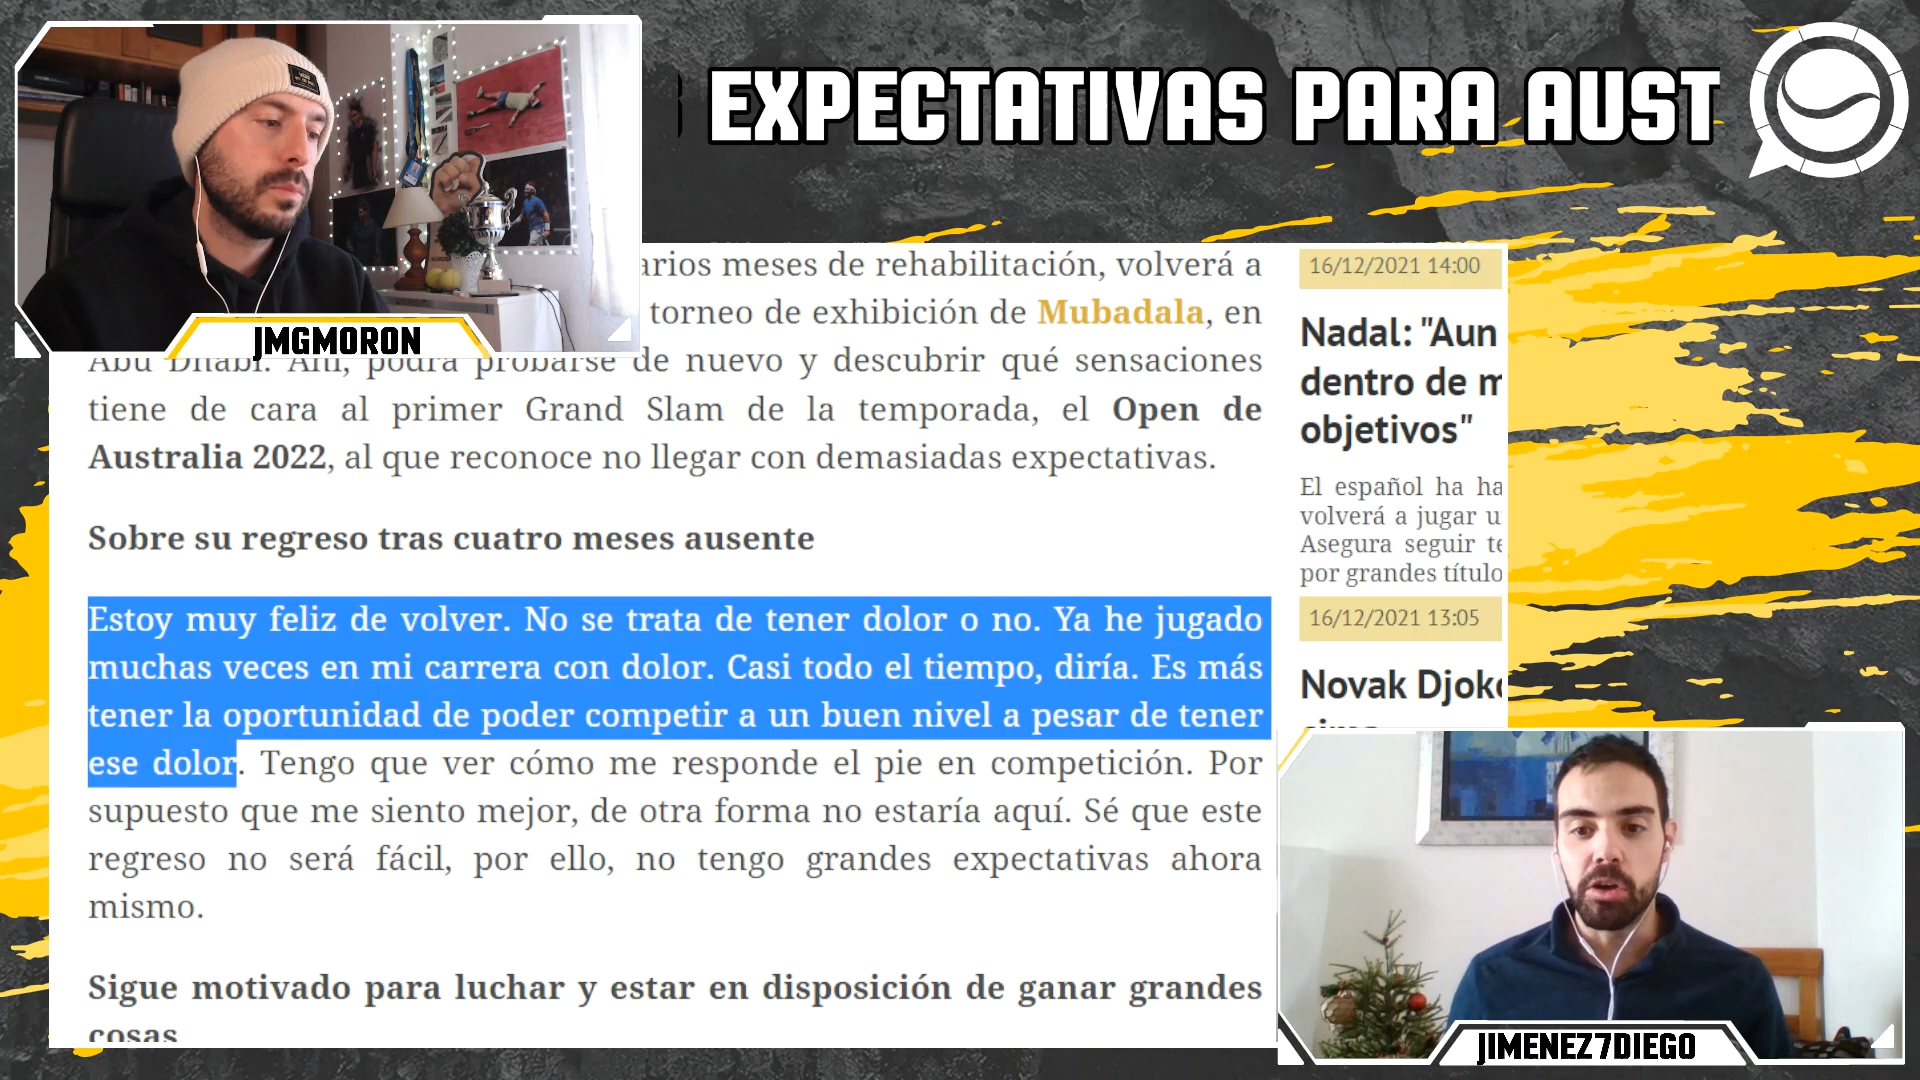 EXPECTATIVAS PARA AUST
JMGMORON
arios meses de rehabilitación, volverá a
torneo de exhibición de Mubadala, en
Abu Dhabi. Ahí, podrá probarse de nuevo y descubrir qué sensaciones
tiene de cara al primer Grand Slam de la temporada, el Open de
Australia 2022, al que reconoce no llegar con demasiadas expectativas.
Sobre su regreso tras cuatro meses ausente
Estoy muy feliz de volver. No se trata de tener dolor o no. Ya he jugado
muchas veces en mi carrera con dolor. Casi todo el tiempo, diría. Es más
tener la oportunidad de poder competir a un buen nivel a pesar de tener
ese dolor. Tengo que ver cómo me responde el pie en competición. Por
supuesto que me siento mejor, de otra forma no estaría aquí. Sé que este
regreso no será fácil, por ello, no tengo grandes expectativas ahora
mismo.
Sigue motivado para luchar y estar en disposición de ganar grandes
cosas
16/12/2021 14:00
Nadal: "Aun
dentro de m
objetivos"
El español ha ha
volverá a jugar u
Asegura seguir te
por grandes título
16/12/2021 13:05
Novak Djoko
JIMENEZ7DIEGO